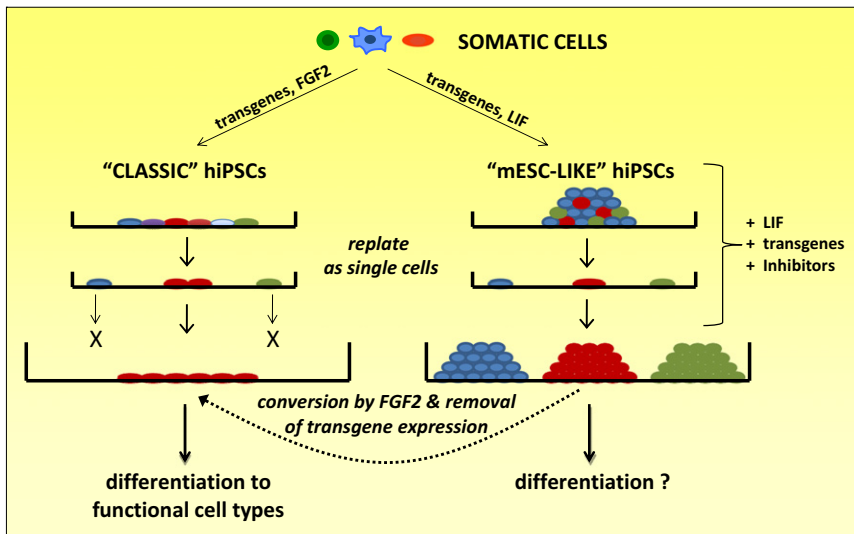 SOMATIC CELLS
transgenes, FGF2
transgenes, LIF
“CLASSIC” hiPSCs
“mESC-LIKE” hiPSCs
replate
as single cells
+ LIF
+ transgenes
+ Inhibitors
X
X
conversion by FGF2 & removal
of transgene expression
differentiation to
functional cell types
differentiation ?